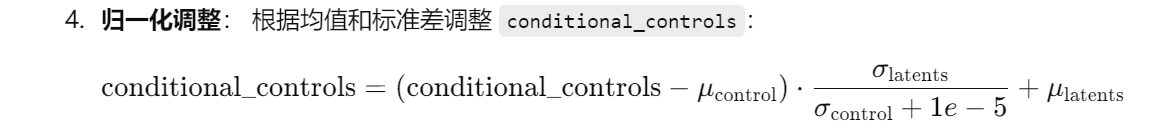 4. 归一化调整： 根据均值和标准差调整 conditional_controls：
conditional_controls = (conditional_controls − μ_control) · σ_latents / (σ_control + 1e − 5) + μ_latents